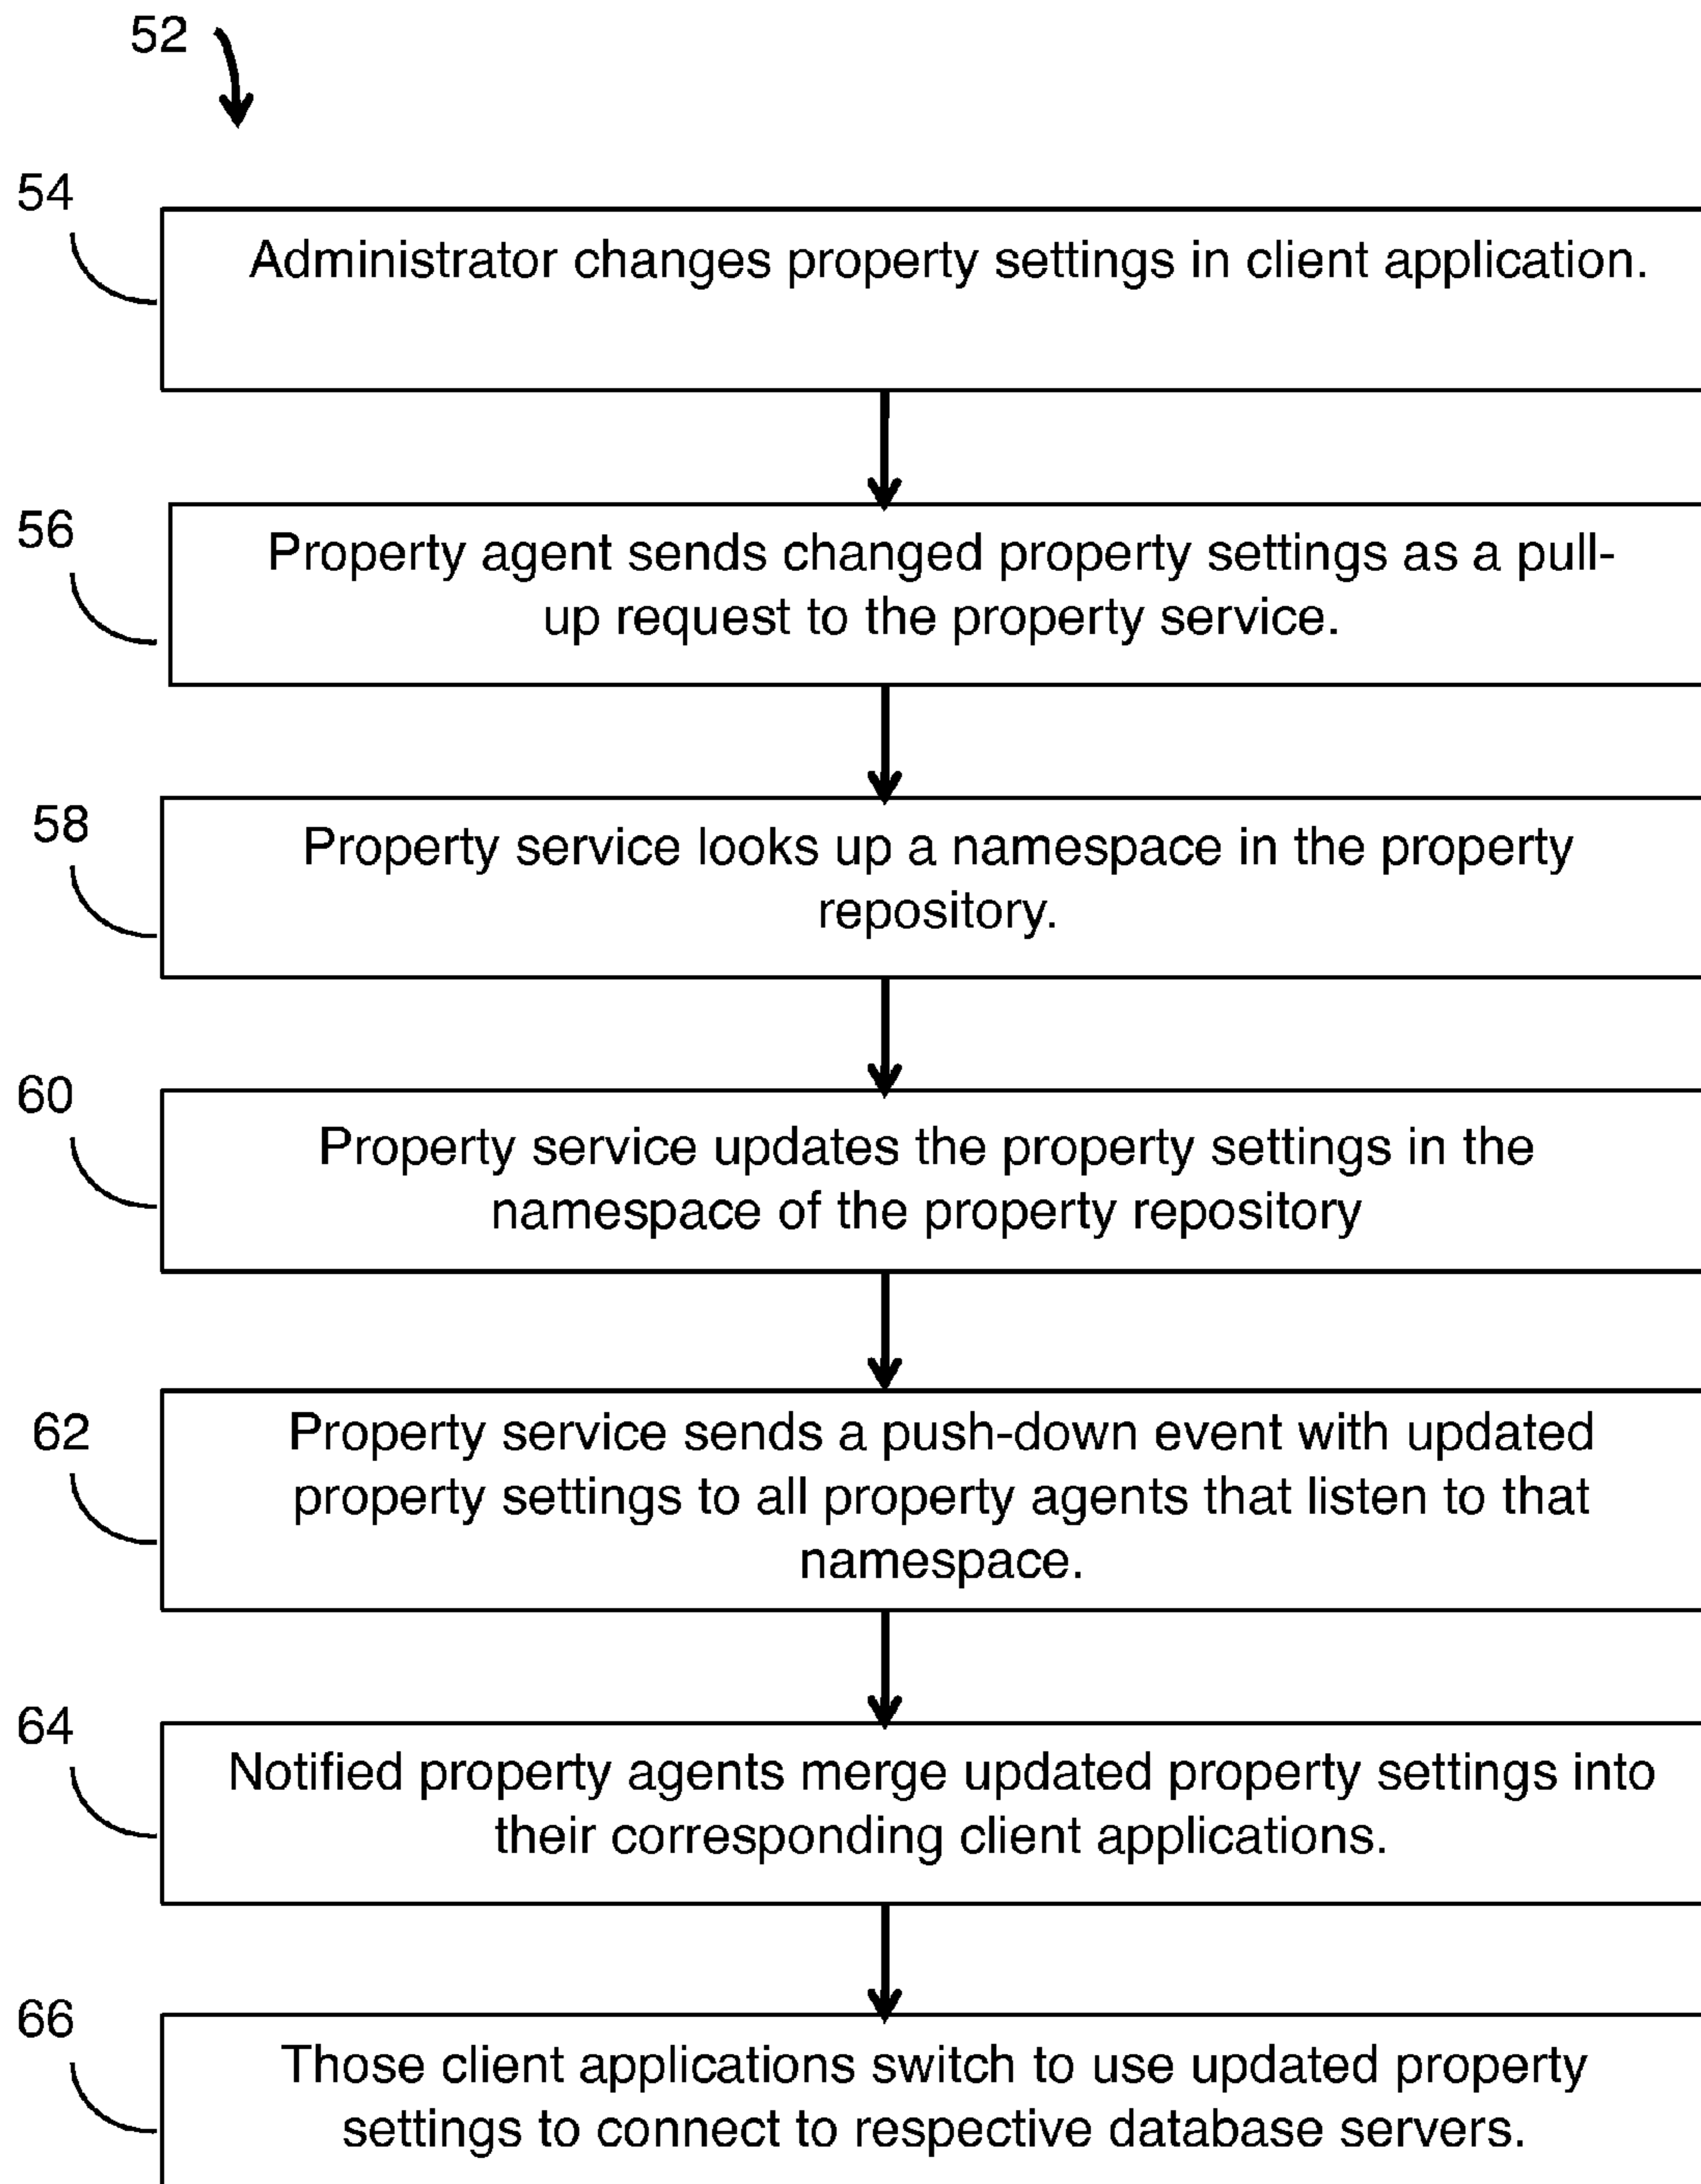 52
54
Administrator changes property settings in client application.
56
Property agent sends changed property settings as a pull-
up request to the property service.
58
Property service looks up a namespace in the property
repository.
60
Property service updates the property settings in the
namespace of the property repository
62
Property service sends a push-down event with updated
property settings to all property agents that listen to that
namespace.
64
Notified property agents merge updated property settings into
their corresponding client applications.
66
Those client applications switch to use updated property
settings to connect to respective database servers.